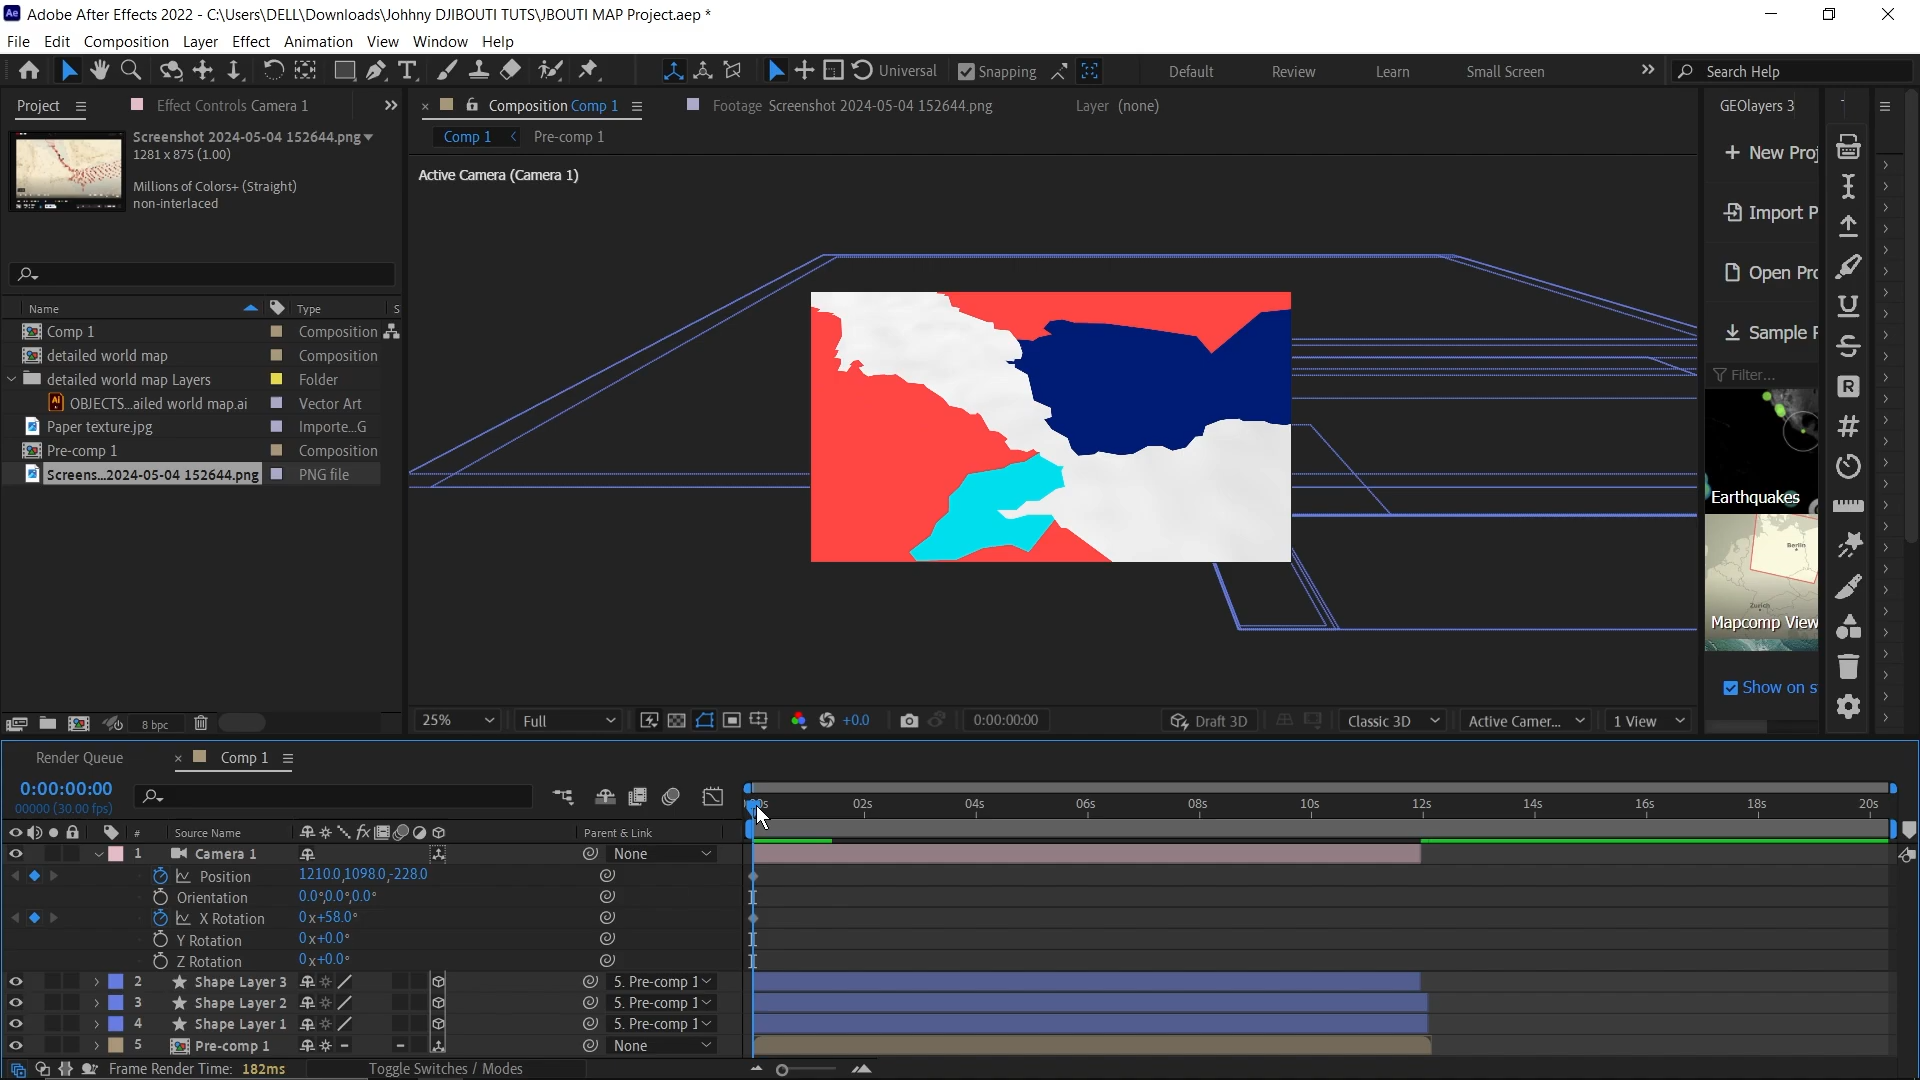 Adobe After Effects 2022 - C:\Users\DELL\Downloads\Johhny DJIBOUTI TUTS\JBOUTI MAP Project.aep *
File Edit Composition Layer Effect Animation View Window Help
Universal Snapping Default Review Learn Small Screen Search Help
Project Effect Controls Camera 1 Composition Comp 1 Footage Screenshot 2024-05-04 152644.png Layer (none) GEOlayers 3
Screenshot 2024-05-04 152644.png
1281 x 875 (1.00)
Millions of Colors+ (Straight)
non-interlaced
Comp 1 Pre-comp 1
Active Camera (Camera 1)
+ New Proj
Import P
Open Pro
Sample F
Filter...
Earthquakes
Berlin
Zurich
Mapcomp View
Show on s
Name Type S
Comp 1 Composition
detailed world map Composition
detailed world map Layers Folder
OBJECTS...ailed world map.ai Vector Art
Paper texture.jpg Importe...G
Pre-comp 1 Composition
Screens...2024-05-04 152644.png PNG file
8 bpc
25% Full +0.0 0:00:00:00 Draft 3D Classic 3D Active Camer... 1 View
Render Queue Comp 1
0:00:00:00
00000 (30.00 fps)
02s 04s 06s 08s 10s 12s 14s 16s 18s 20s
# Source Name Parent & Link
1 Camera 1 None
Position 1210.0,1098.0,-228.0
Orientation 0.0°,0.0°,0.0°
X Rotation 0x+58.0°
Y Rotation 0x+0.0°
Z Rotation 0x+0.0°
2 Shape Layer 3 5. Pre-comp 1
3 Shape Layer 2 5. Pre-comp 1
4 Shape Layer 1 5. Pre-comp 1
5 Pre-comp 1 None
Frame Render Time: 182ms Toggle Switches / Modes